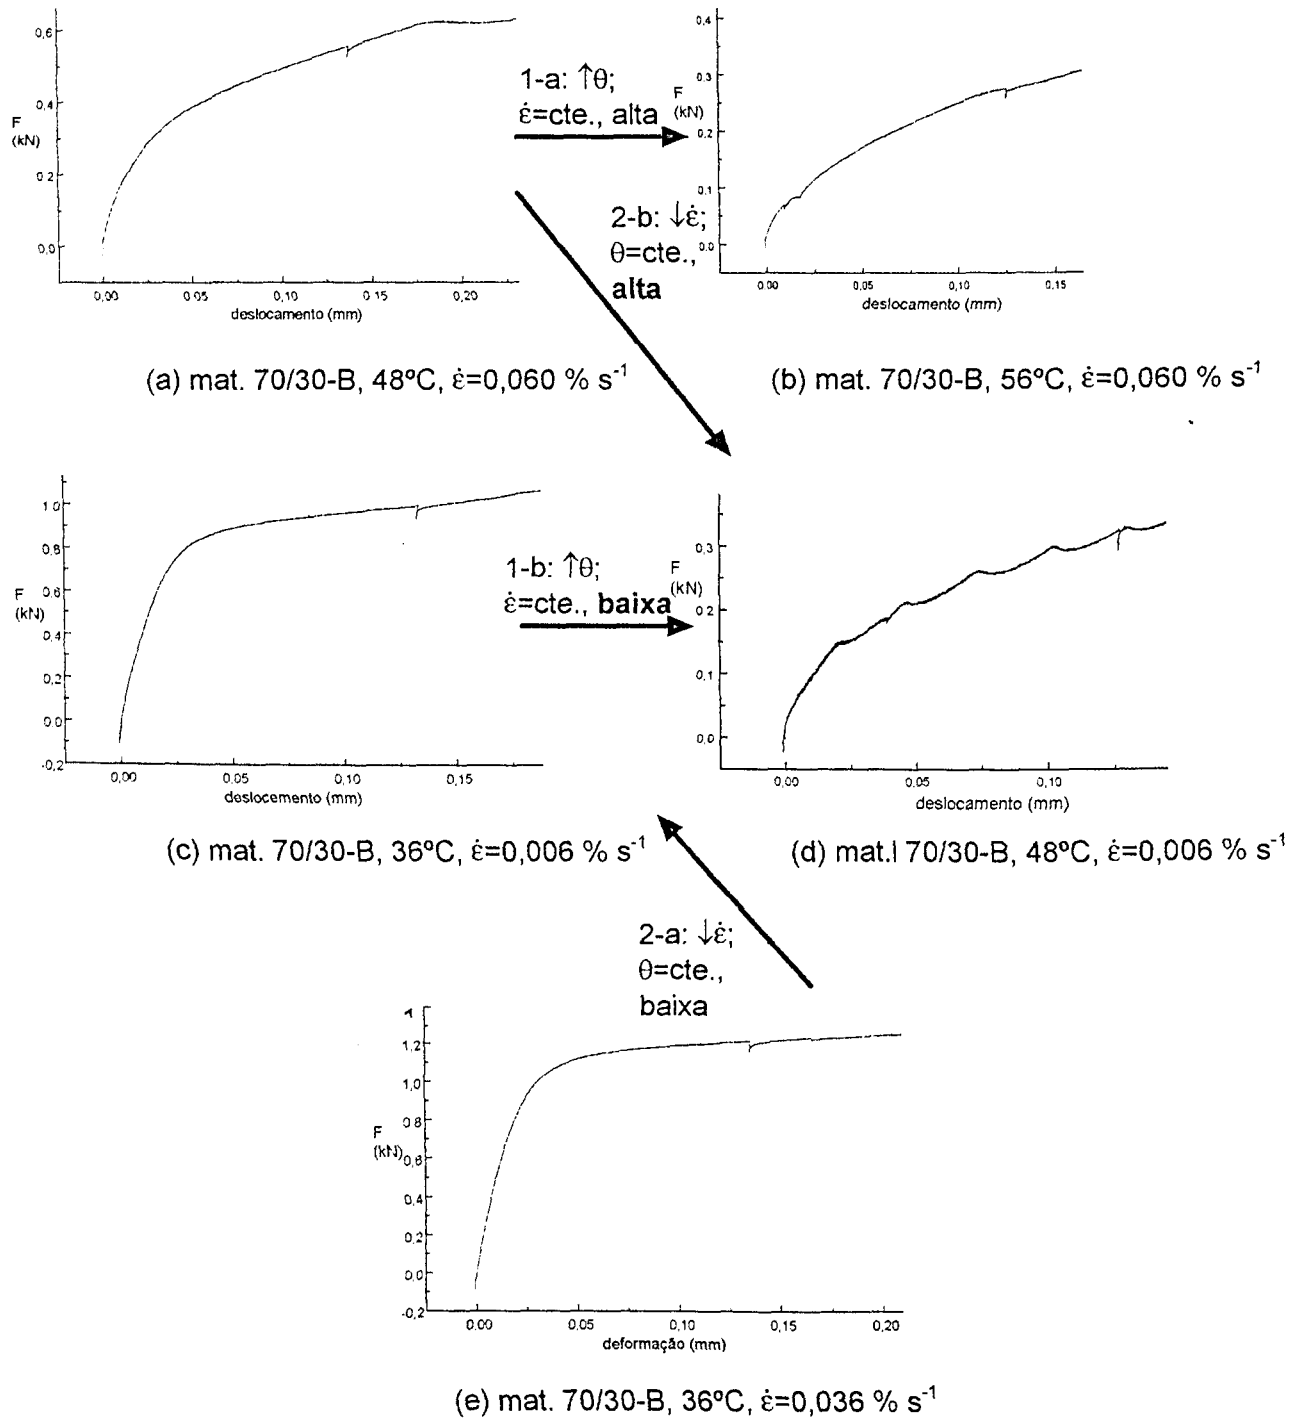 0,6
0,4
F
(kN)
0 2
0,0
0,00 0,05 0,10 0,15 0,20
deslocamento (mm)
1-a: ↑θ;
ε̇=cte., alta
0,4
0,3
F
(kN)
0,2
0,1
0.0
0.00 0,05 0,10 0,15
deslocamento (mm)
2-b: ↓ε̇;
θ=cte.,
alta
(a) mat. 70/30-B, 48ºC, ε̇=0,060 % s⁻¹
(b) mat. 70/30-B, 56ºC, ε̇=0,060 % s⁻¹
1 0
0,8
F
(kN)
0,6
0,4
0,2
0.0
-0,2
0,00 0,05 0,10 0,15
deslocemento (mm)
1-b: ↑θ;
ε̇=cte., baixa
0,3
F
(kN)
0 2
0,1
0,0
0.00 0,05 0,10
deslocamento (mm)
(c) mat. 70/30-B, 36ºC, ε̇=0,006 % s⁻¹
(d) mat.l 70/30-B, 48ºC, ε̇=0,006 % s⁻¹
2-a: ↓ε̇;
θ=cte.,
baixa
1,2
1,0
0 8
F
(kN)
0,6
0,4
0,2
0,0
-0,2
0.00 0,05 0,10 0,15 0,20
deformação (mm)
(e) mat. 70/30-B, 36ºC, ε̇=0,036 % s⁻¹